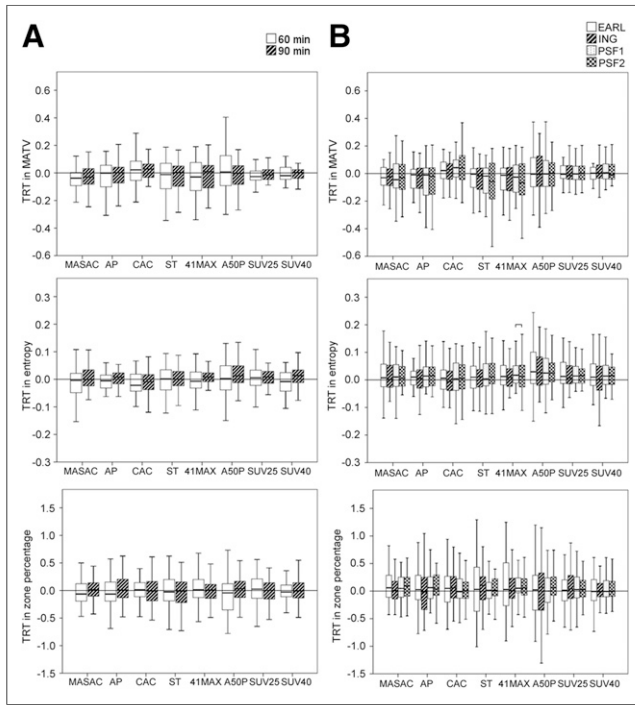 A
60 min
90 min
B
EARL
ING
PSF1
PSF2
TRT in MATV
0.6
0.4
0.2
0.0
-0.2
-0.4
-0.6
MASAC AP CAC ST 41MAX A50P SUV25 SUV40
TRT in MATV
0.6
0.4
0.2
0.0
-0.2
-0.4
-0.6
MASAC AP CAC ST 41MAX A50P SUV25 SUV40
TRT in entropy
0.3
0.2
0.1
0.0
-0.1
-0.2
-0.3
MASAC AP CAC ST 41MAX A50P SUV25 SUV40
TRT in entropy
0.3
0.2
0.1
0.0
-0.1
-0.2
-0.3
MASAC AP CAC ST 41MAX A50P SUV25 SUV40
TRT in zone percentage
1.5
1.0
0.5
0.0
-0.5
-1.0
-1.5
MASAC AP CAC ST 41MAX A50P SUV25 SUV40
TRT in zone percentage
1.5
1.0
0.5
0.0
-0.5
-1.0
-1.5
MASAC AP CAC ST 41MAX A50P SUV25 SUV40